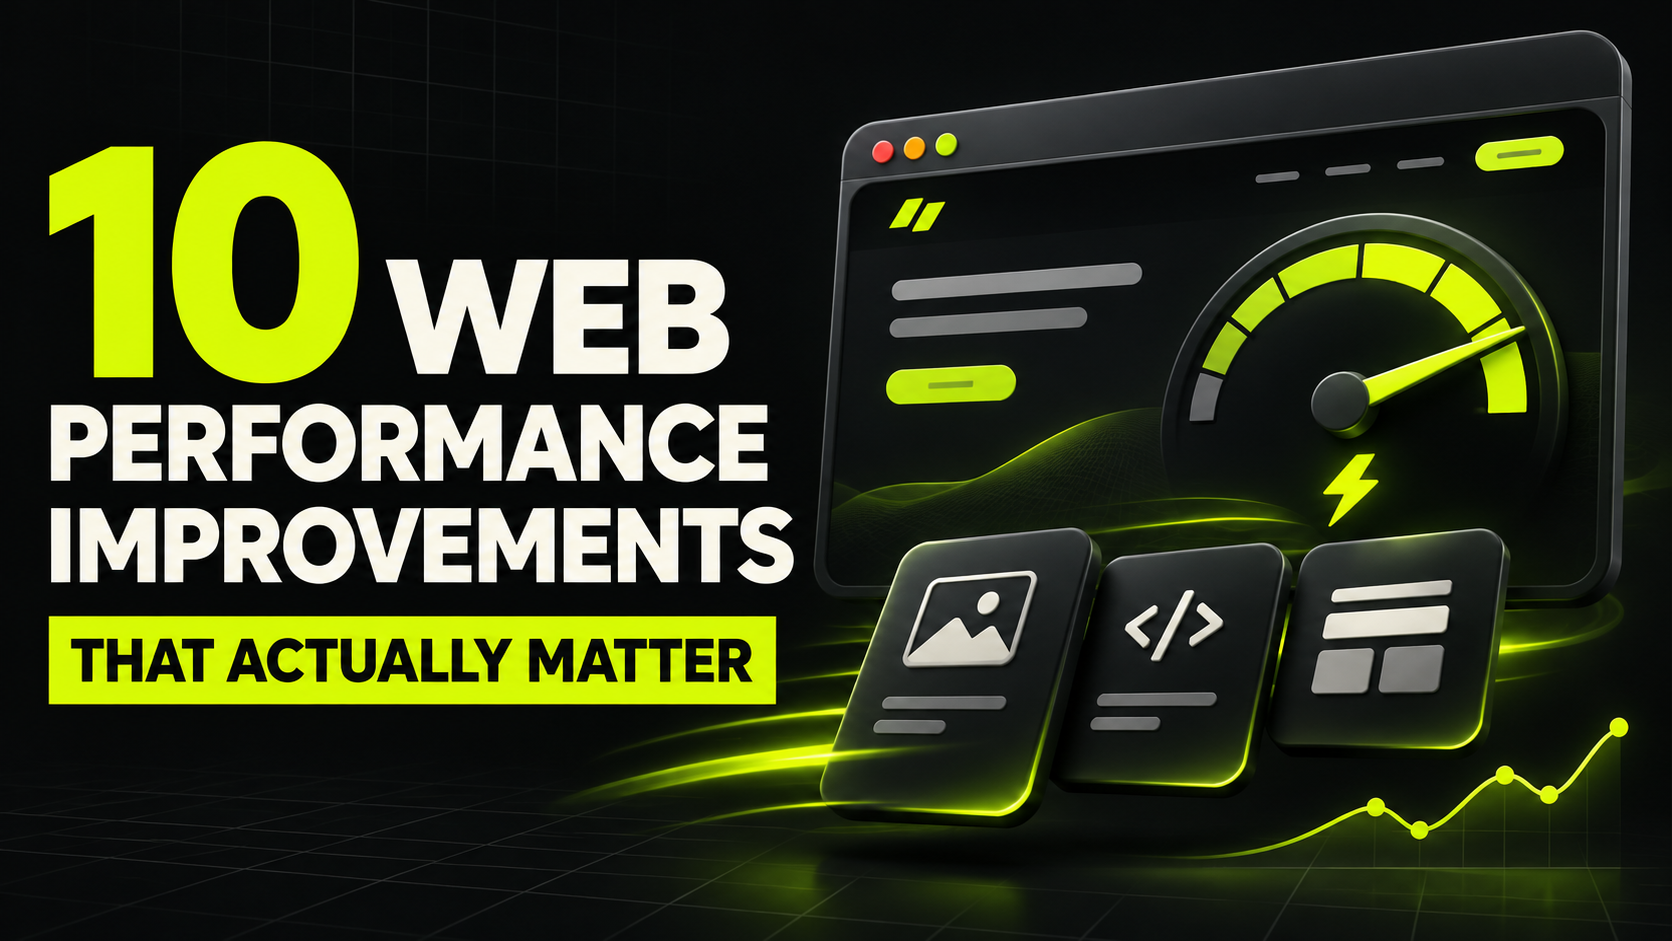 10 WEB
PERFORMANCE
IMPROVEMENTS
THAT ACTUALLY MATTER
</>